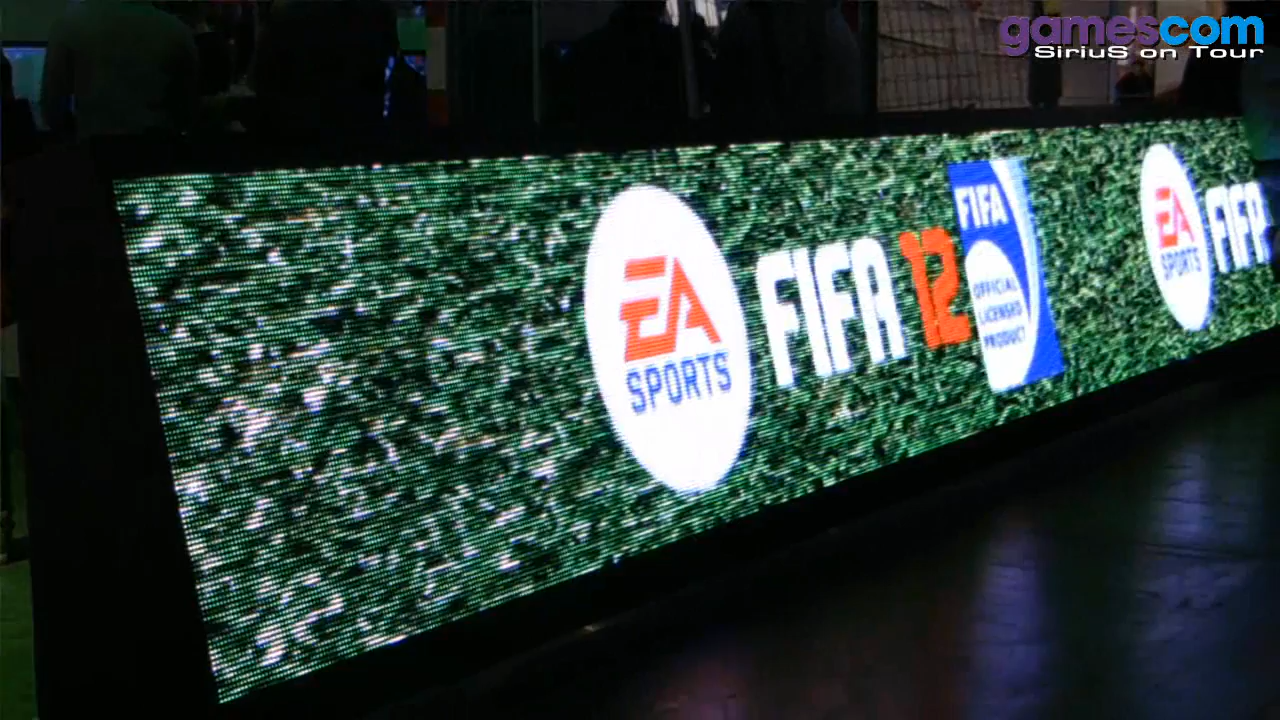 gamescom
SiriuS on Tour
EA
SPORTS
FIFA 12
FIFA
OFFICIAL
LICENSED
PRODUCT
EA
SPORTS
FIFA